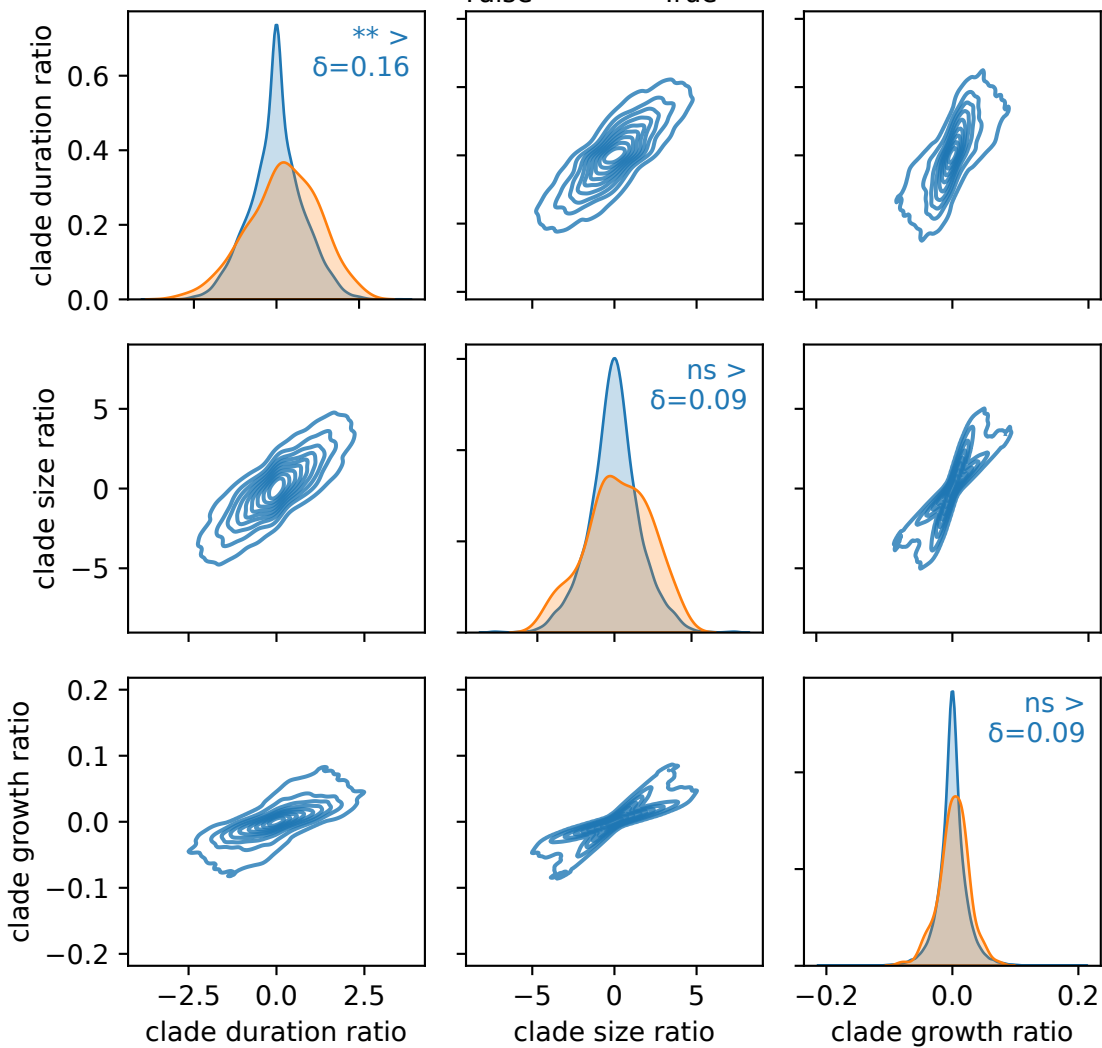 clade duration ratio
0.6
0.4
0.2
0.0
** >
δ=0.16
clade size ratio
5
0
−5
ns >
δ=0.09
clade growth ratio
0.2
0.1
0.0
−0.1
−0.2
ns >
δ=0.09
−2.5 0.0 2.5
−5 0 5
−0.2 0.0 0.2
clade duration ratio
clade size ratio
clade growth ratio